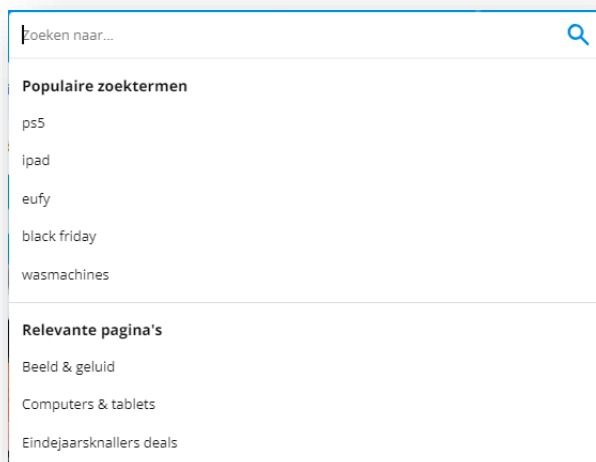 Zoeken naar...
Populaire zoektermen
ps5
ipad
eufy
black friday
wasmachines
Relevante pagina's
Beeld & geluid
Computers & tablets
Eindejaarsknallers deals